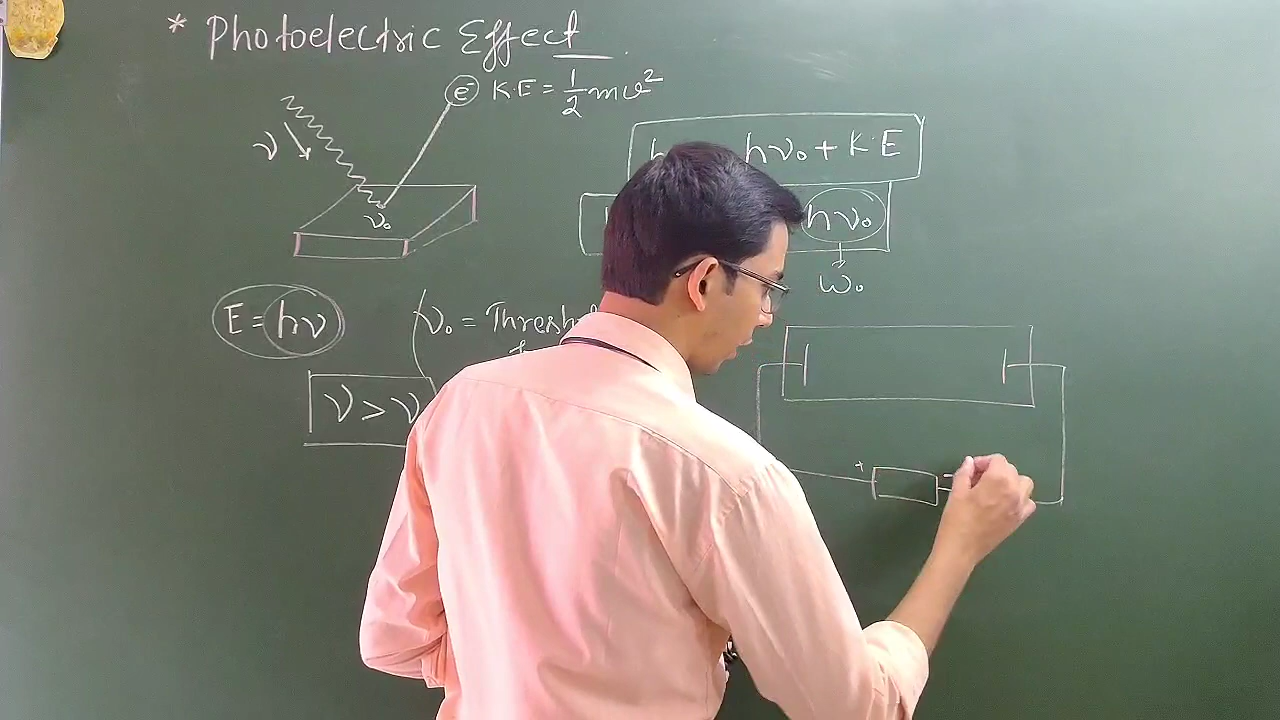 * Photoelectric Effect
e⁻ K.E = 1/2 mv²
ν
ν₀
h hν₀ + K.E
hν₀
W₀
E = hν
ν₀ = Thresh
ν > ν
+ −